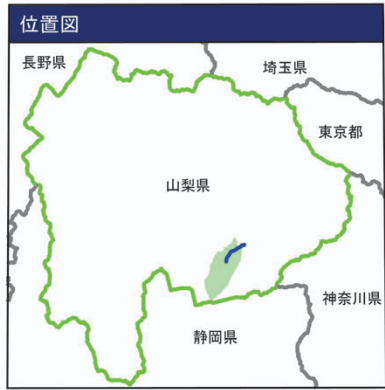 位置図
長野県
埼玉県
東京都
山梨県
神奈川県
静岡県